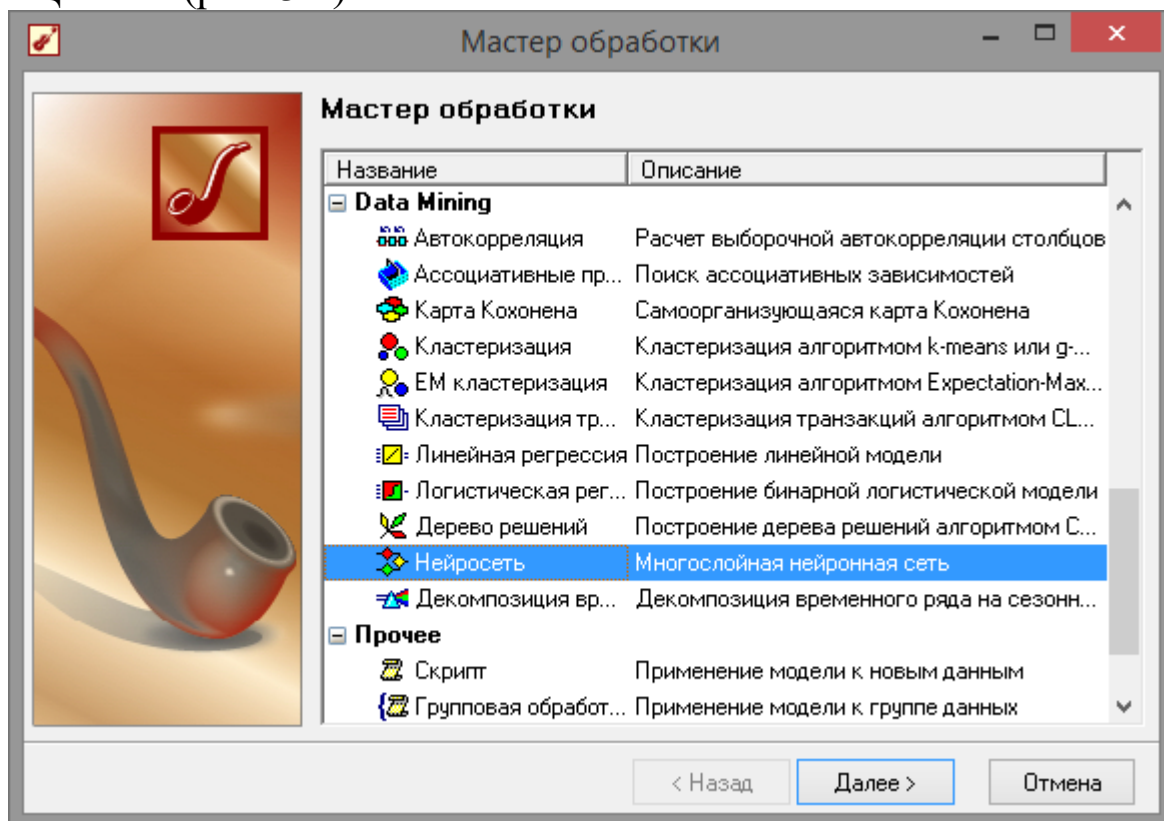 Мастер обработки
Мастер обработки
Название Описание
Data Mining
Автокорреляция Расчет выборочной автокорреляции столбцов
Ассоциативные пр... Поиск ассоциативных зависимостей
Карта Кохонена Самоорганизующаяся карта Кохонена
Кластеризация Кластеризация алгоритмом k-means или g-...
EM кластеризация Кластеризация алгоритмом Expectation-Max...
Кластеризация тр... Кластеризация транзакций алгоритмом CL...
Линейная регрессия Построение линейной модели
Логистическая рег... Построение бинарной логистической модели
Дерево решений Построение дерева решений алгоритмом C...
Нейросеть Многослойная нейронная сеть
Декомпозиция вр... Декомпозиция временного ряда на сезонн...
Прочее
Скрипт Применение модели к новым данным
Групповая обработ... Применение модели к группе данных
< Назад Далее > Отмена